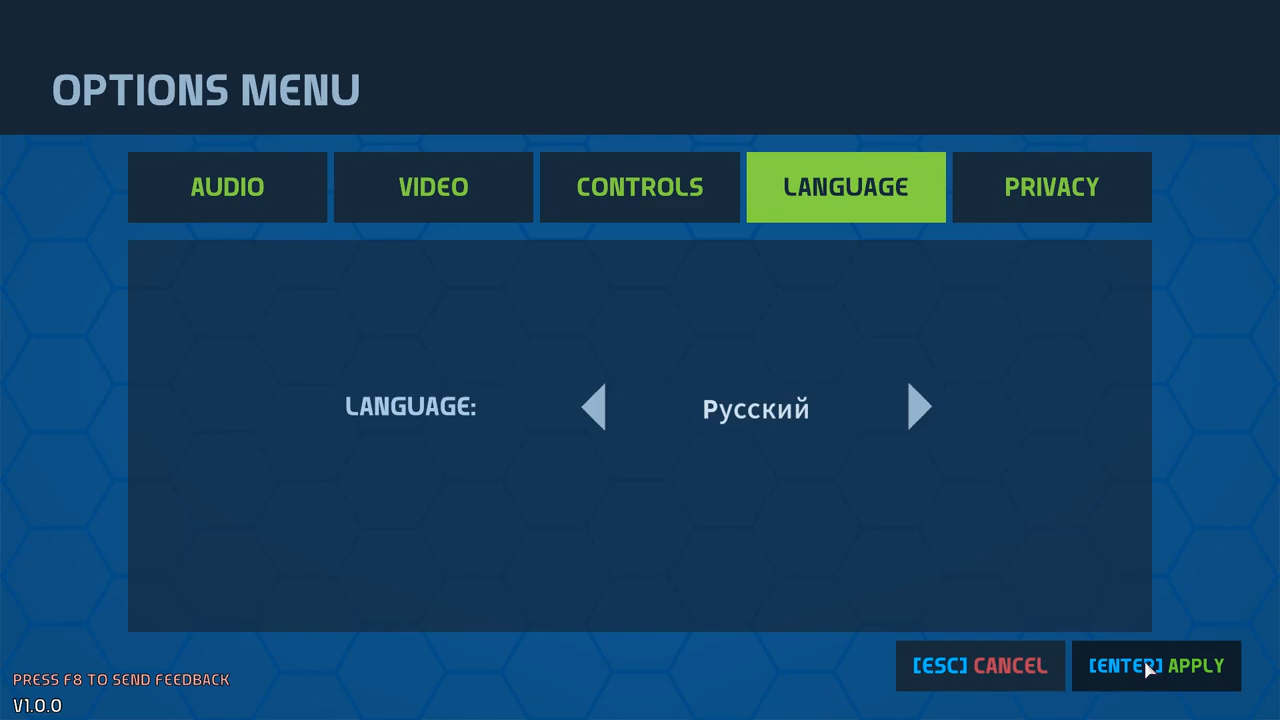 OPTIONS MENU
AUDIO VIDEO CONTROLS LANGUAGE PRIVACY
LANGUAGE: Русский
[ESC] CANCEL [ENTER] APPLY
PRESS F8 TO SEND FEEDBACK
V1.0.0